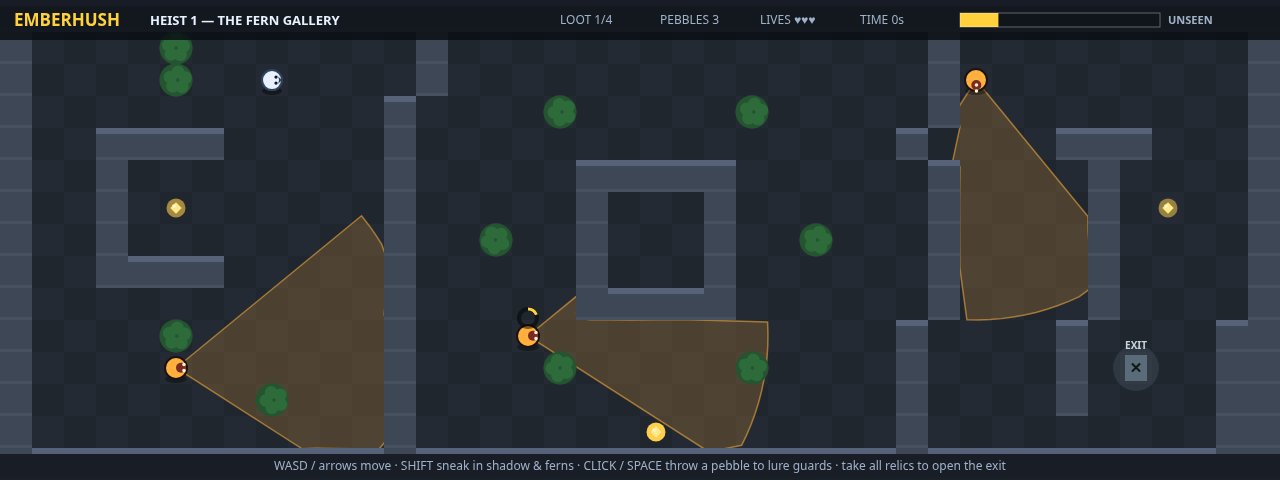 EMBERHUSH HEIST 1 — THE FERN GALLERY LOOT 1/4 PEBBLES 3 LIVES ♥♥♥ TIME 0s UNSEEN
EXIT
WASD / arrows move · SHIFT sneak in shadow & ferns · CLICK / SPACE throw a pebble to lure guards · take all relics to open the exit